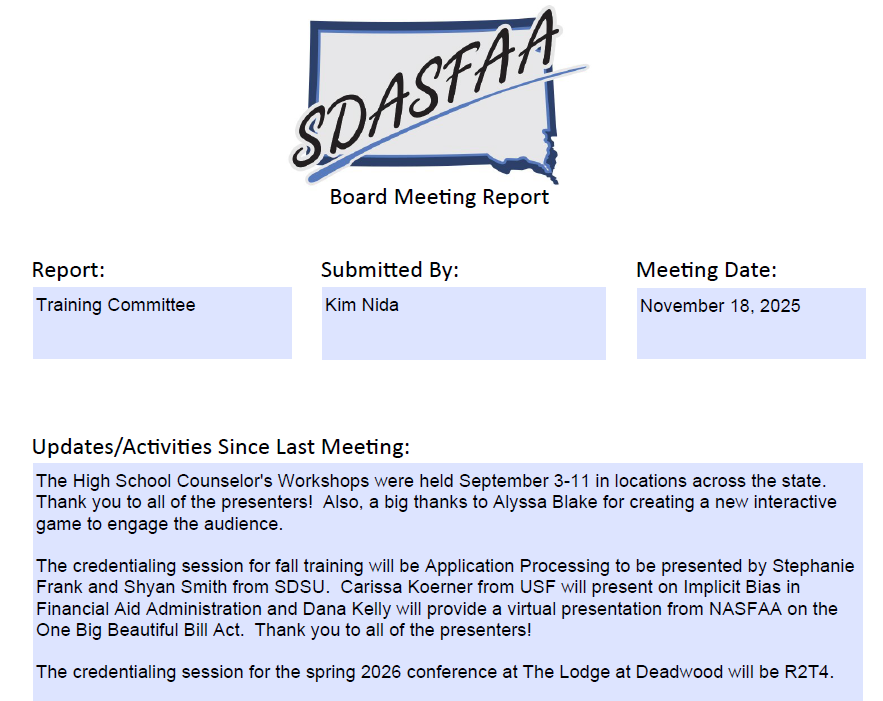 SDASFAA
Board Meeting Report
Report:
Training Committee
Submitted By:
Kim Nida
Meeting Date:
November 18, 2025
Updates/Activities Since Last Meeting:
The High School Counselor's Workshops were held September 3-11 in locations across the state.
Thank you to all of the presenters!  Also, a big thanks to Alyssa Blake for creating a new interactive
game to engage the audience.
The credentialing session for fall training will be Application Processing to be presented by Stephanie
Frank and Shyan Smith from SDSU.  Carissa Koerner from USF will present on Implicit Bias in
Financial Aid Administration and Dana Kelly will provide a virtual presentation from NASFAA on the
One Big Beautiful Bill Act.  Thank you to all of the presenters!
The credentialing session for the spring 2026 conference at The Lodge at Deadwood will be R2T4.